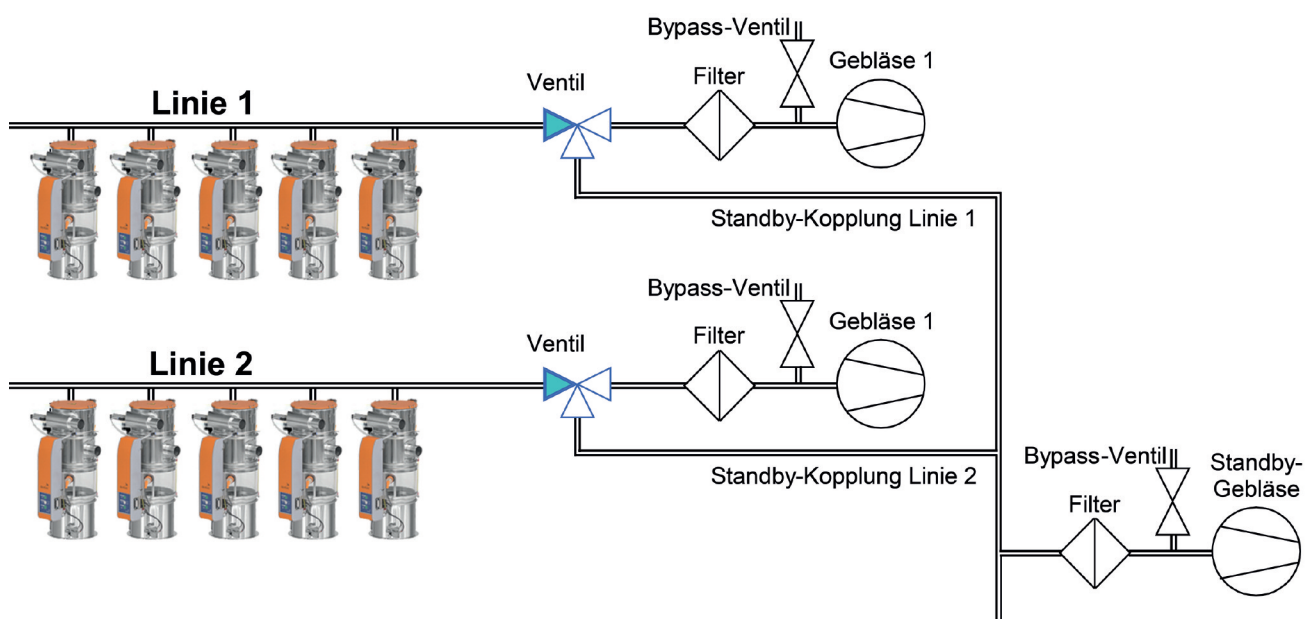 Bypass-Ventil
Gebläse 1
Filter
Ventil
Linie 1
Standby-Kopplung Linie 1
Bypass-Ventil
Gebläse 1
Filter
Ventil
Linie 2
Standby-Kopplung Linie 2
Bypass-Ventil
Standby-
Gebläse
Filter